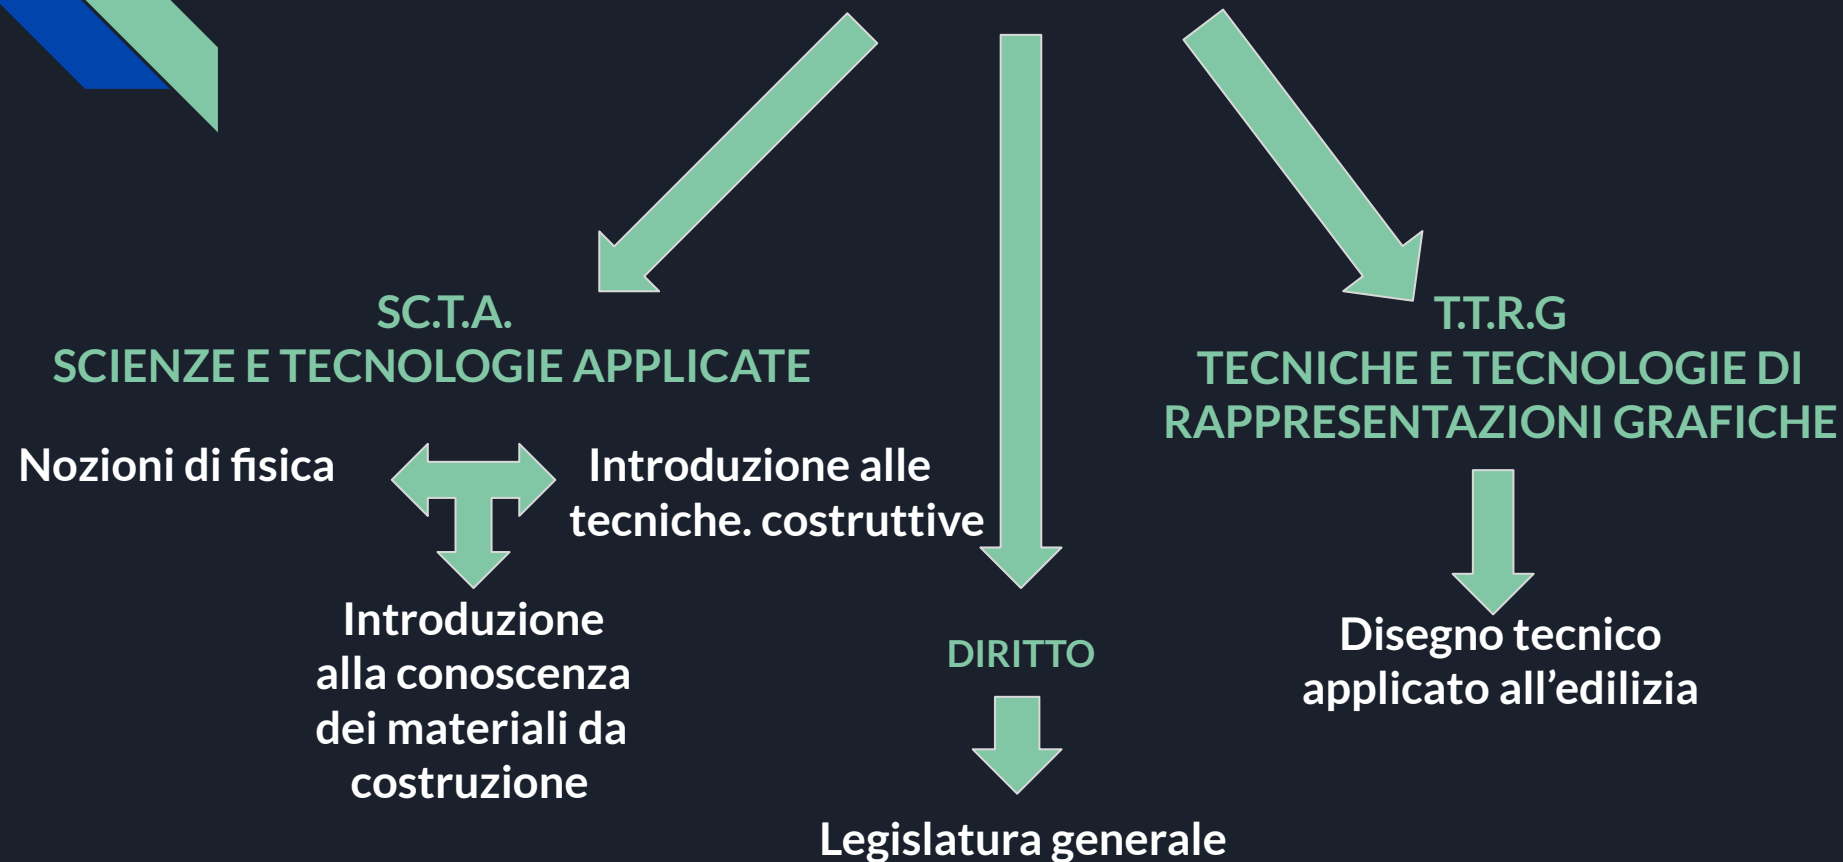 SC.T.A.
SCIENZE E TECNOLOGIE APPLICATE
Nozioni di fisica
Introduzione alle
tecniche. costruttive
Introduzione
alla conoscenza
dei materiali da
costruzione
DIRITTO
Legislatura generale
T.T.R.G
TECNICHE E TECNOLOGIE DI
RAPPRESENTAZIONI GRAFICHE
Disegno tecnico
applicato all’edilizia